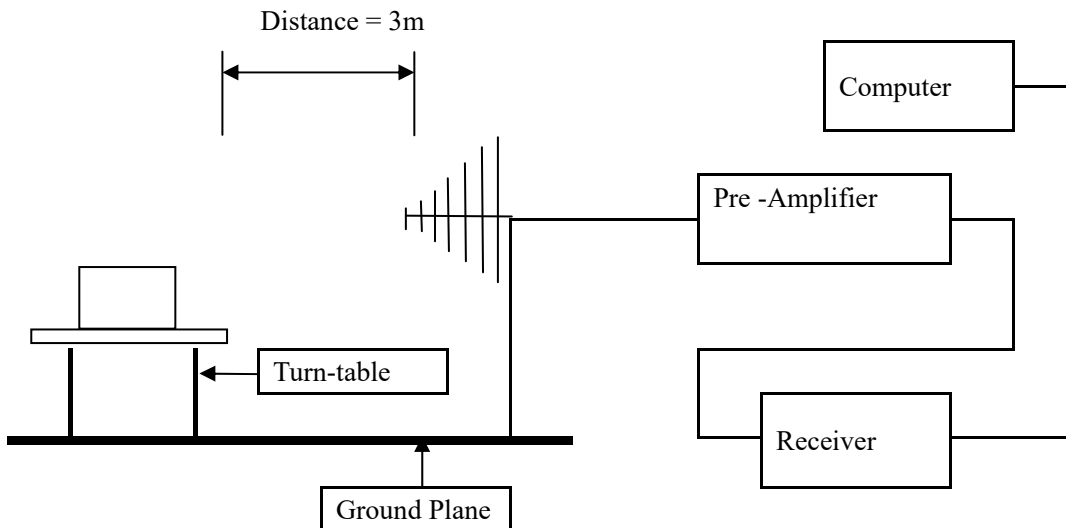 Distance = 3m
Computer
Pre -Amplifier
Turn-table
Receiver
Ground Plane